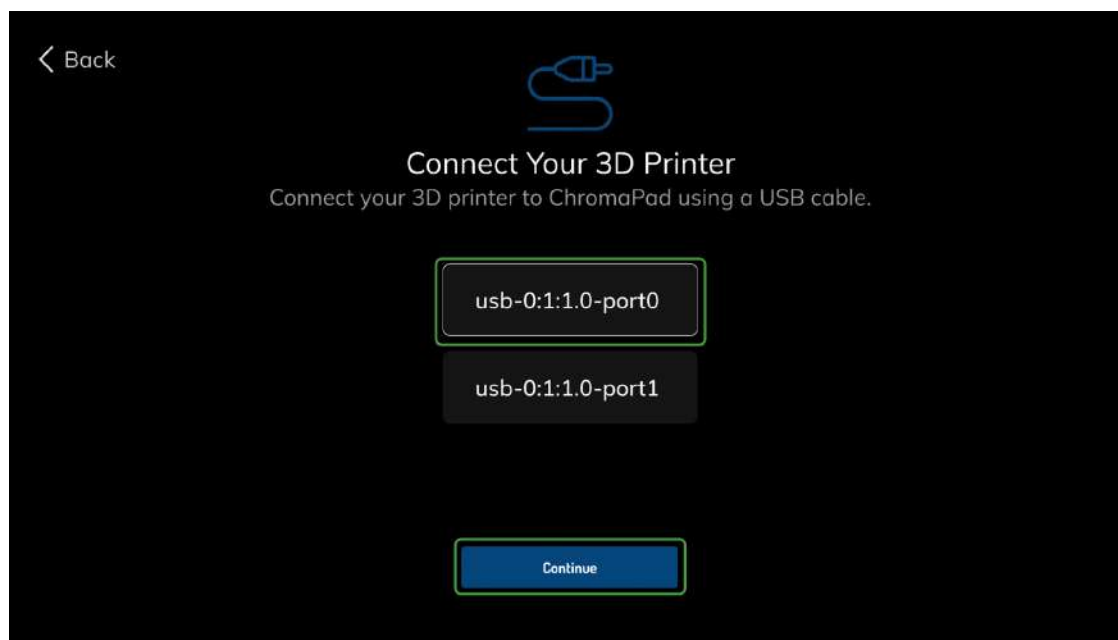 Back
Connect Your 3D Printer
Connect your 3D printer to ChromaPad using a USB cable.
usb-0:1:1.0-port0
usb-0:1:1.0-port1
Continue